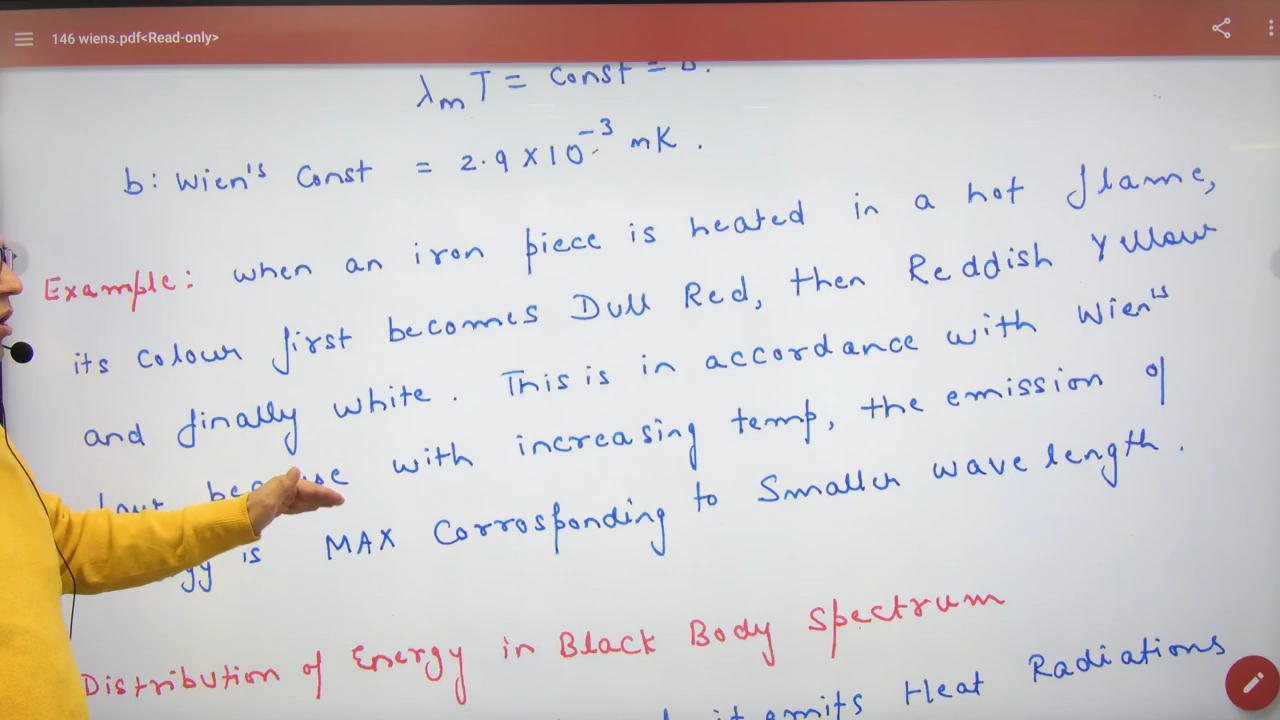 146 wiens.pdf<Read-only>
λm T = Const = b.
b: Wien's Const = 2.9 × 10⁻³ mK.
Example: when an iron piece is heated in a hot flame,
its colour first becomes Dull Red, then Reddish Yellow
and finally white. This is in accordance with Wien's
with increasing temp, the emission of
is MAX Corrosponding to Smaller wave length.
Distribution of Energy in Black Body Spectrum
it emits Heat Radiations